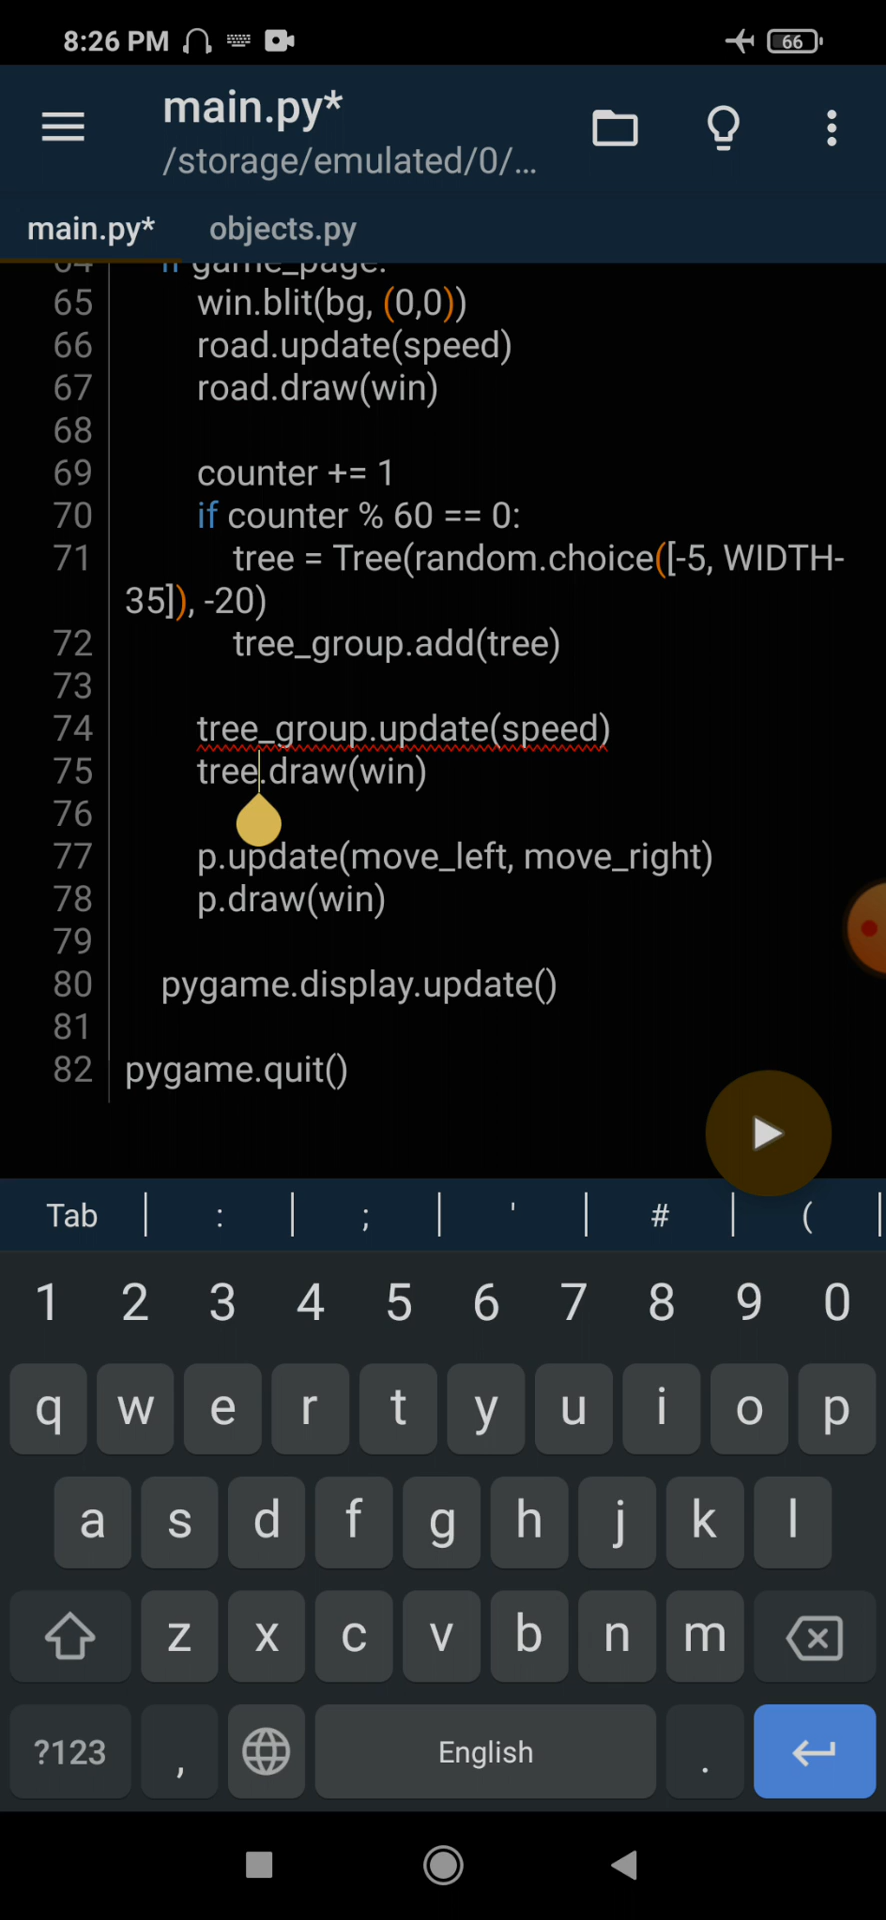 8:26 PM
66
main.py*
/storage/emulated/0/...
main.py*
objects.py
64 if game_page:
65 win.blit(bg, (0,0))
66 road.update(speed)
67 road.draw(win)
68
69 counter += 1
70 if counter % 60 == 0:
71 tree = Tree(random.choice([-5, WIDTH-
35]), -20)
72 tree_group.add(tree)
73
74 tree_group.update(speed)
75 tree.draw(win)
76
77 p.update(move_left, move_right)
78 p.draw(win)
79
80 pygame.display.update()
81
82 pygame.quit()
Tab : ; ' # (
1 2 3 4 5 6 7 8 9 0
q w e r t y u i o p
a s d f g h j k l
z x c v b n m
?123 , English .